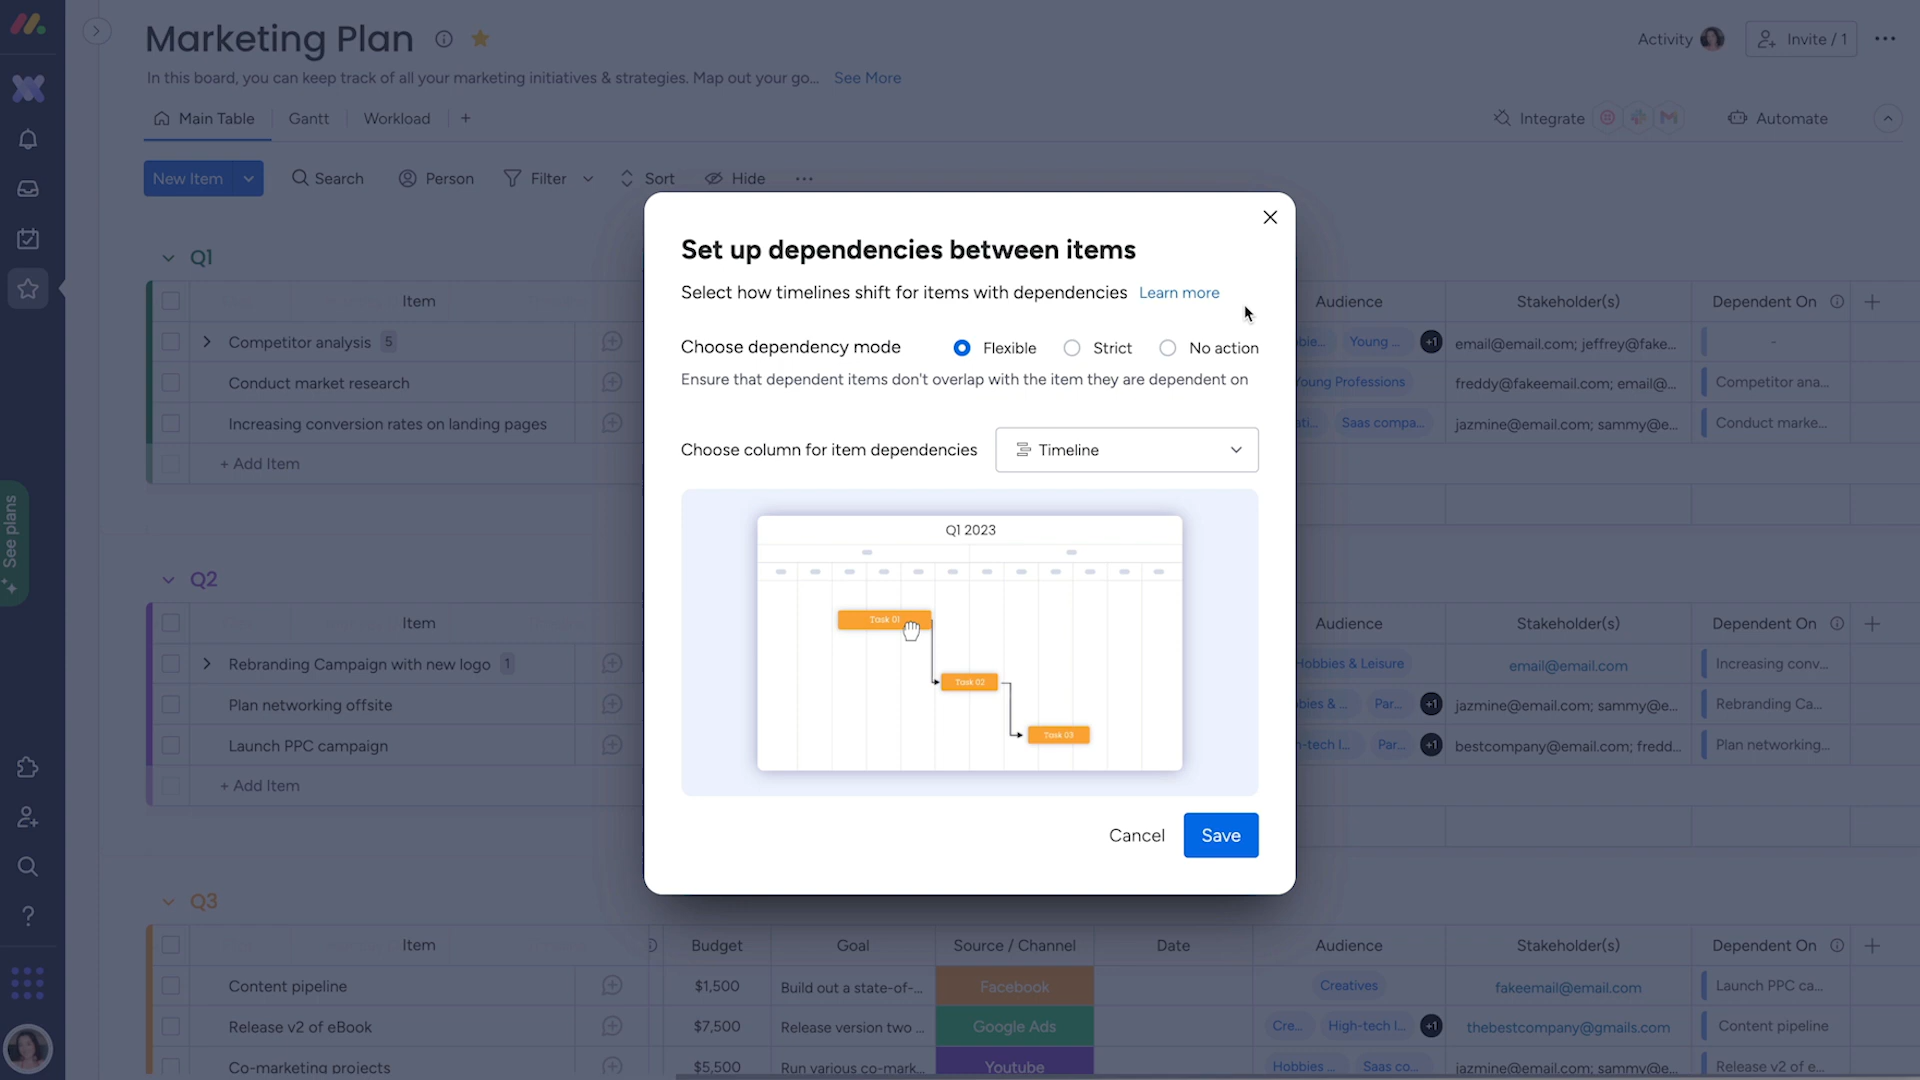 Marketing Plan
Activity
Invite / 1
In this board, you can keep track of all your marketing initiatives & strategies. Map out your go... See More
Main Table
Gantt
Workload
Integrate
Automate
New Item
Search
Person
Filter
Sort
Hide
See plans
Set up dependencies between items
Select how timelines shift for items with dependencies Learn more
Choose dependency mode
Flexible
Strict
No action
Ensure that dependent items don't overlap with the item they are dependent on
Choose column for item dependencies
Timeline
Q1 2023
Task 01
Task 02
Task 03
Cancel
Save
Q1
Item Audience Stakeholder(s) Dependent On
Competitor analysis 5 Young ... +1 email@email.com; jeffrey@fake... -
Conduct market research Young Professions freddy@fakeemail.com; email@... Competitor ana...
Increasing conversion rates on landing pages Saas compa... jazmine@email.com; sammy@e... Conduct marke...
+ Add Item
Q2
Item Audience Stakeholder(s) Dependent On
Rebranding Campaign with new logo 1 Hobbies & Leisure email@email.com Increasing conv...
Plan networking offsite Par... +1 jazmine@email.com; sammy@e... Rebranding Ca...
Launch PPC campaign Par... +1 bestcompany@email.com; fredd... Plan networking...
+ Add Item
Q3
Item Budget Goal Source / Channel Date Audience Stakeholder(s) Dependent On
Content pipeline $1,500 Build out a state-of-... Facebook Creatives fakeemail@email.com Launch PPC ca...
Release v2 of eBook $7,500 Release version two ... Google Ads Cre... High-tech I... +1 thebestcompany@gmails.com Content pipeline
Co-marketing projects $5,500 Run various co-mark... Youtube Hobbies ... Saas co... jazmine@email.com; sammy@e... Release v2 of e...